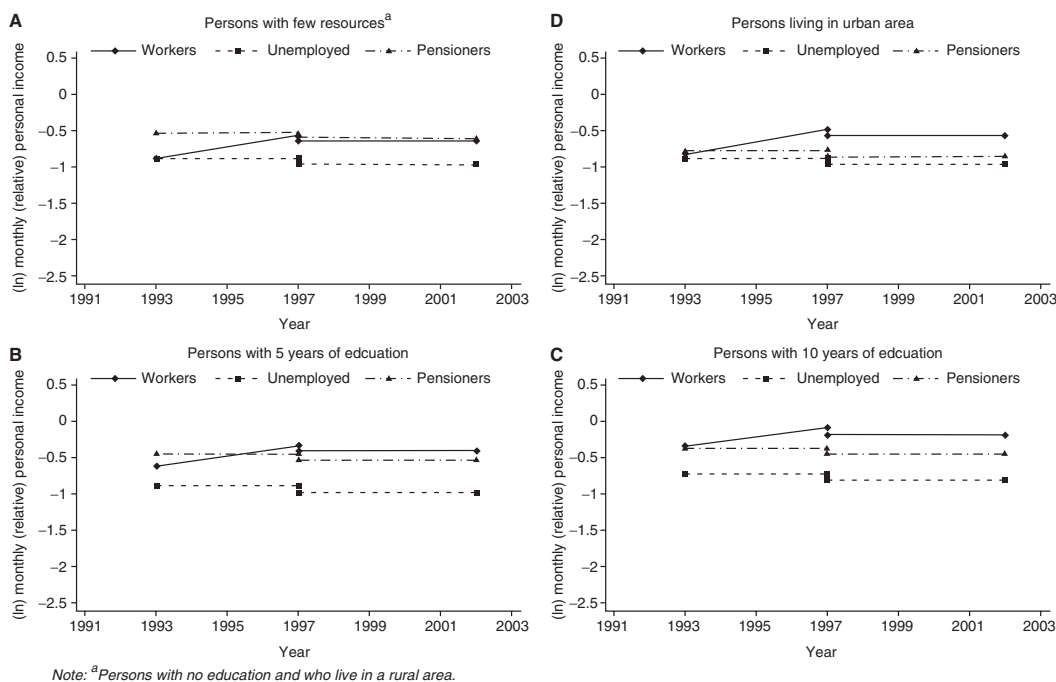 A
Persons with few resources^a
Workers Unemployed Pensioners
(ln) monthly (relative) personal income
0.5
0
−0.5
−1.0
−1.5
−2
−2.5
1991 1993 1995 1997 1999 2001 2003
Year
D
Persons living in urban area
Workers Unemployed Pensioners
(ln) monthly (relative) personal income
0.5
0
−0.5
−1
−1.5
−2
−2.5
1991 1993 1995 1997 1999 2001 2003
Year
B
Persons with 5 years of edcuation
Workers Unemployed Pensioners
(ln) monthly (relative) personal income
0.5
0
−0.5
−1
−1.5
−2
−2.5
1991 1993 1995 1997 1999 2001 2003
Year
C
Persons with 10 years of edcuation
Workers Unemployed Pensioners
(ln) monthly (relative) personal income
0.5
0
−0.5
−1
−1.5
−2
−2.5
1991 1993 1995 1997 1999 2001 2003
Year
Note: ^aPersons with no education and who live in a rural area.